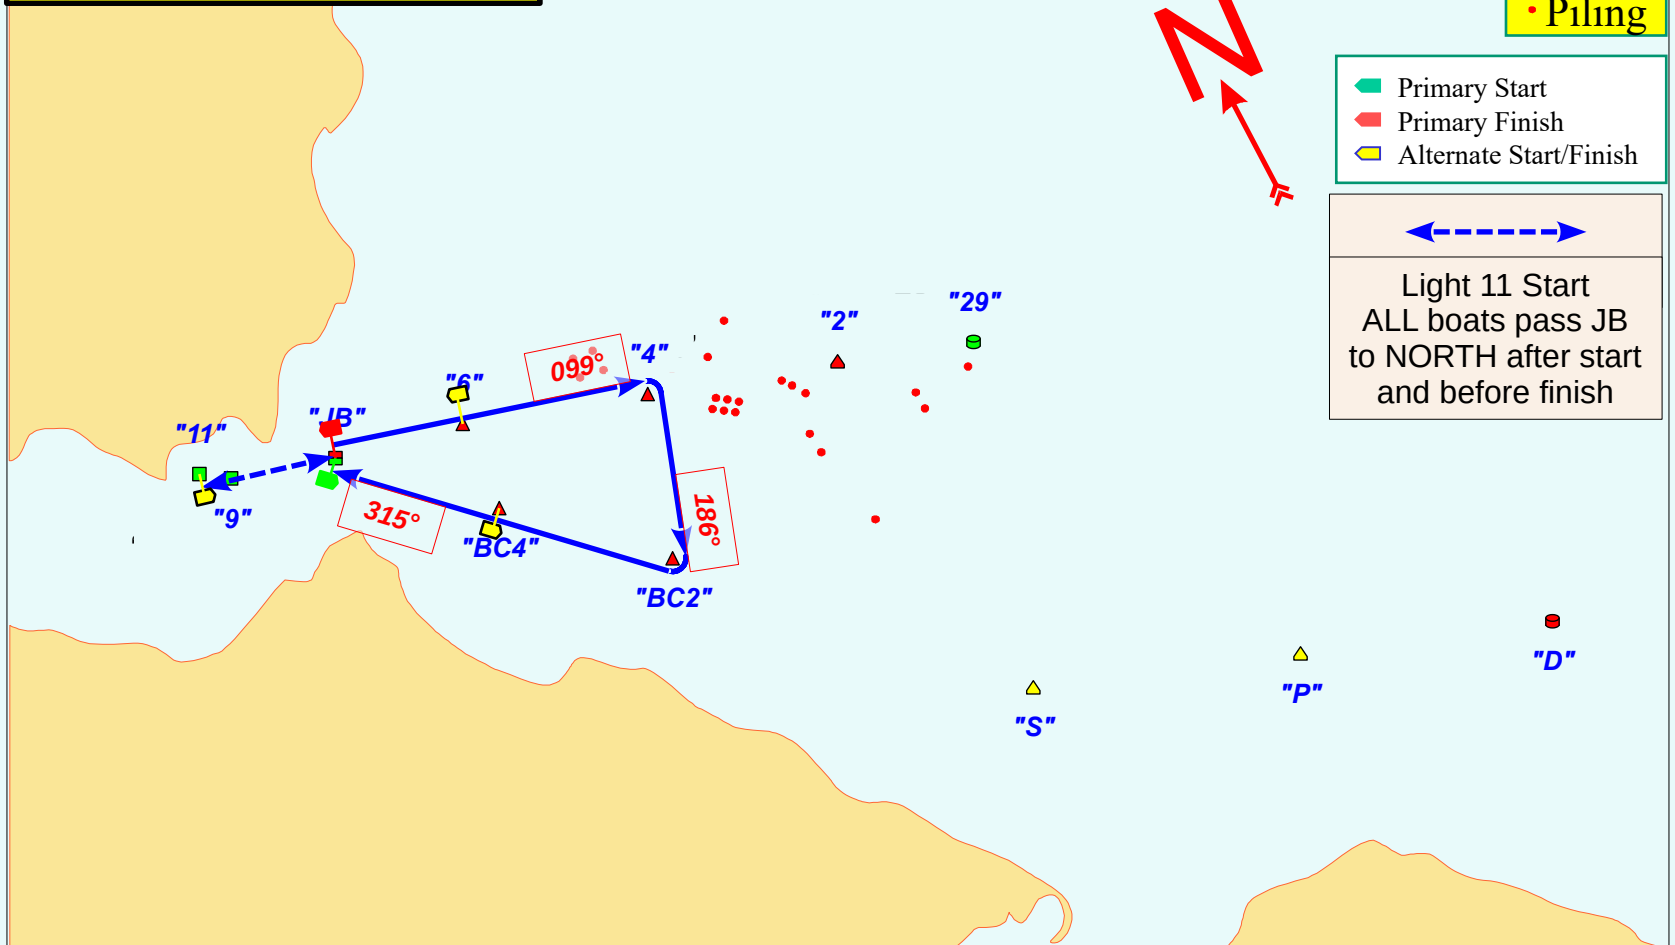 N
Piling
Primary Start
Primary Finish
Alternate Start/Finish
Light 11 Start
ALL boats pass JB
to NORTH after start
and before finish
"29"
"2"
"4"
099°
"6"
"JB"
"11"
"9"
315°
"BC4"
186°
"BC2"
"D"
"P"
"S"